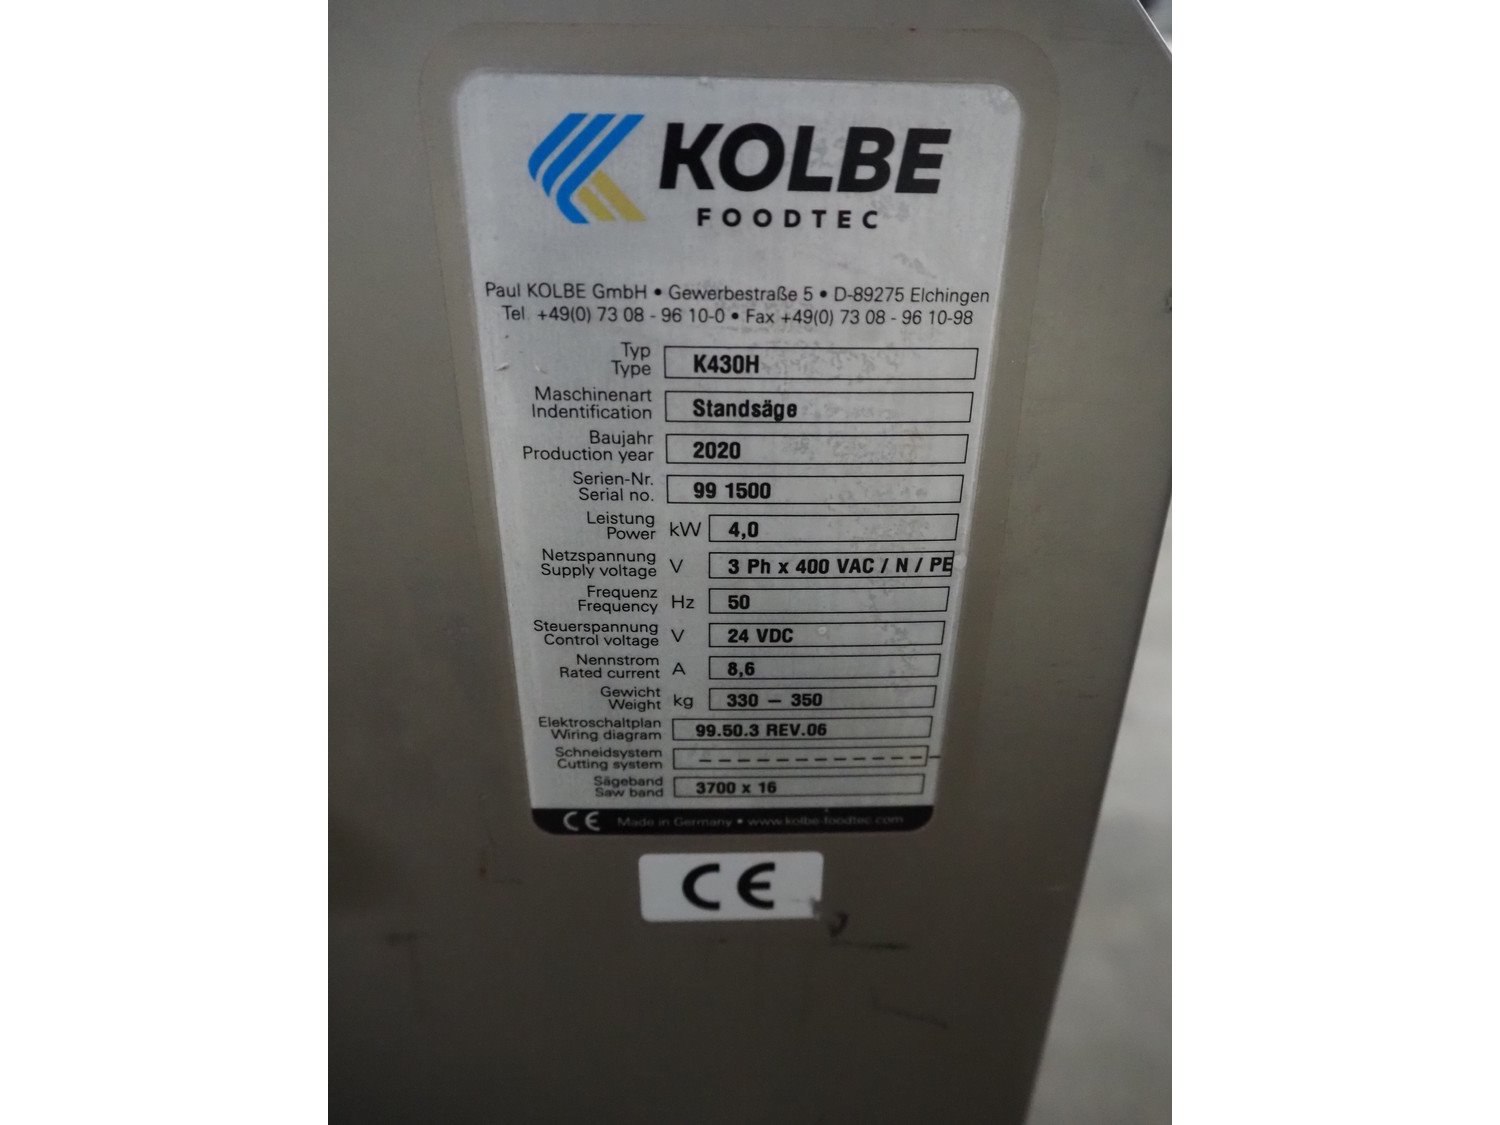 KOLBE
FOODTEC
Paul KOLBE GmbH • Gewerbestraße 5 • D-89275 Elchingen
Tel. +49(0) 73 08 - 96 10-0 • Fax +49(0) 73 08 - 96 10-98
Typ
Type K430H
Maschinenart
Indentification Standsäge
Baujahr
Production year 2020
Serien-Nr.
Serial no. 99 1500
Leistung
Power kW 4,0
Netzspannung
Supply voltage V 3 Ph x 400 VAC / N / PE
Frequenz
Frequency Hz 50
Steuerspannung
Control voltage V 24 VDC
Nennstrom
Rated current A 8,6
Gewicht
Weight kg 330 – 350
Elektroschaltplan
Wiring diagram 99.50.3 REV.06
Schneidsystem
Cutting system – – – – – – – – – – – – –
Sägeband
Saw band 3700 x 16
CE Made in Germany • www.kolbe-foodtec.com
CE